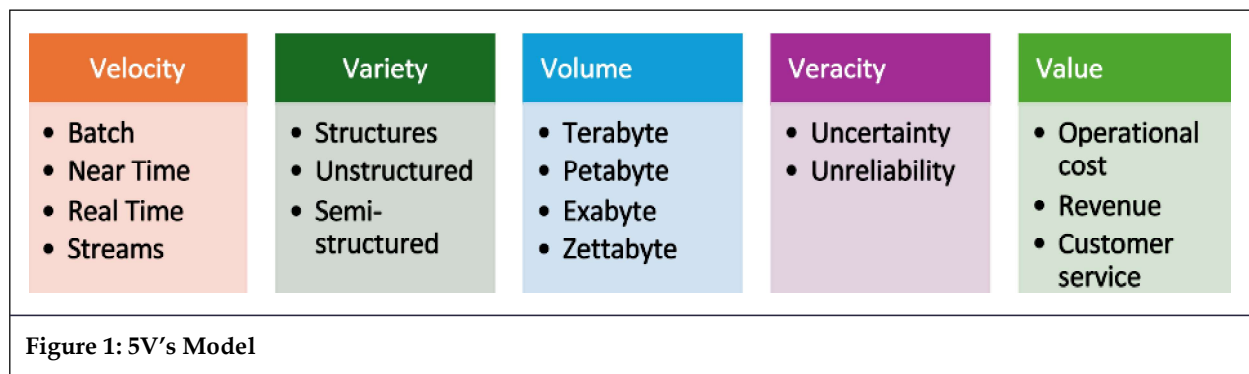 Velocity
• Batch
• Near Time
• Real Time
• Streams
Variety
• Structures
• Unstructured
• Semi-
structured
Volume
• Terabyte
• Petabyte
• Exabyte
• Zettabyte
Veracity
• Uncertainty
• Unreliability
Value
• Operational
cost
• Revenue
• Customer
service
Figure 1: 5V’s Model